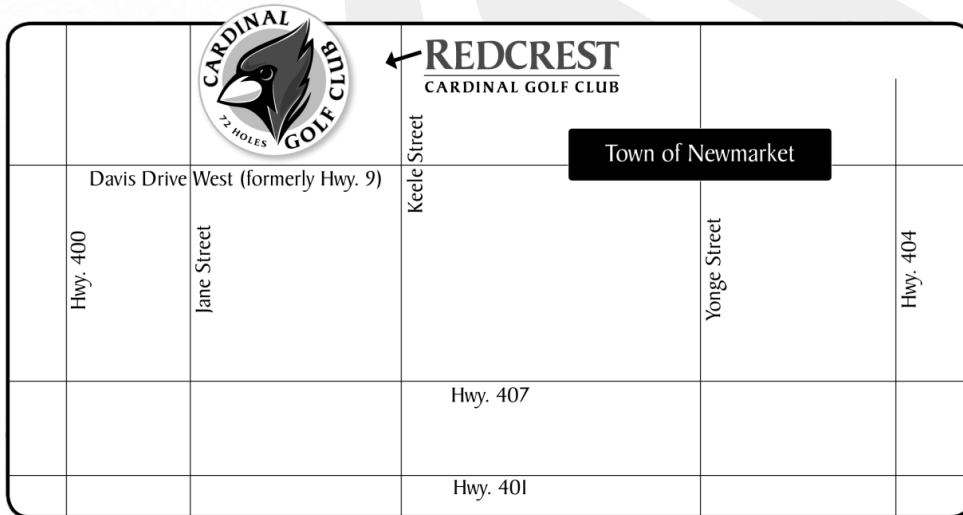 CARDINAL
GOLF CLUB
72 HOLES
REDCREST
CARDINAL GOLF CLUB
Town of Newmarket
Davis Drive West (formerly Hwy. 9)
Keele Street
Hwy. 400
Jane Street
Yonge Street
Hwy. 404
Hwy. 407
Hwy. 401